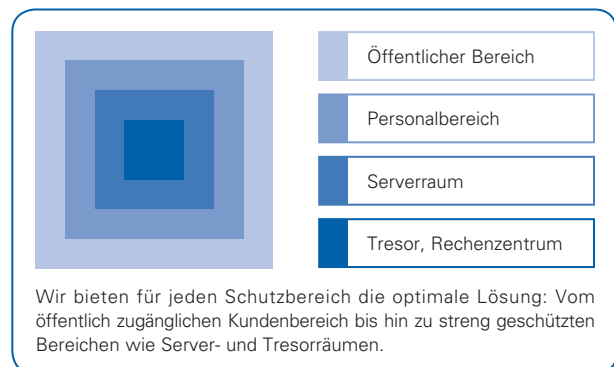 Öffentlicher Bereich
Personalbereich
Serverraum
Tresor, Rechenzentrum
Wir bieten für jeden Schutzbereich die optimale Lösung: Vom
öffentlich zugänglichen Kundenbereich bis hin zu streng geschützten
Bereichen wie Server- und Tresorräumen.